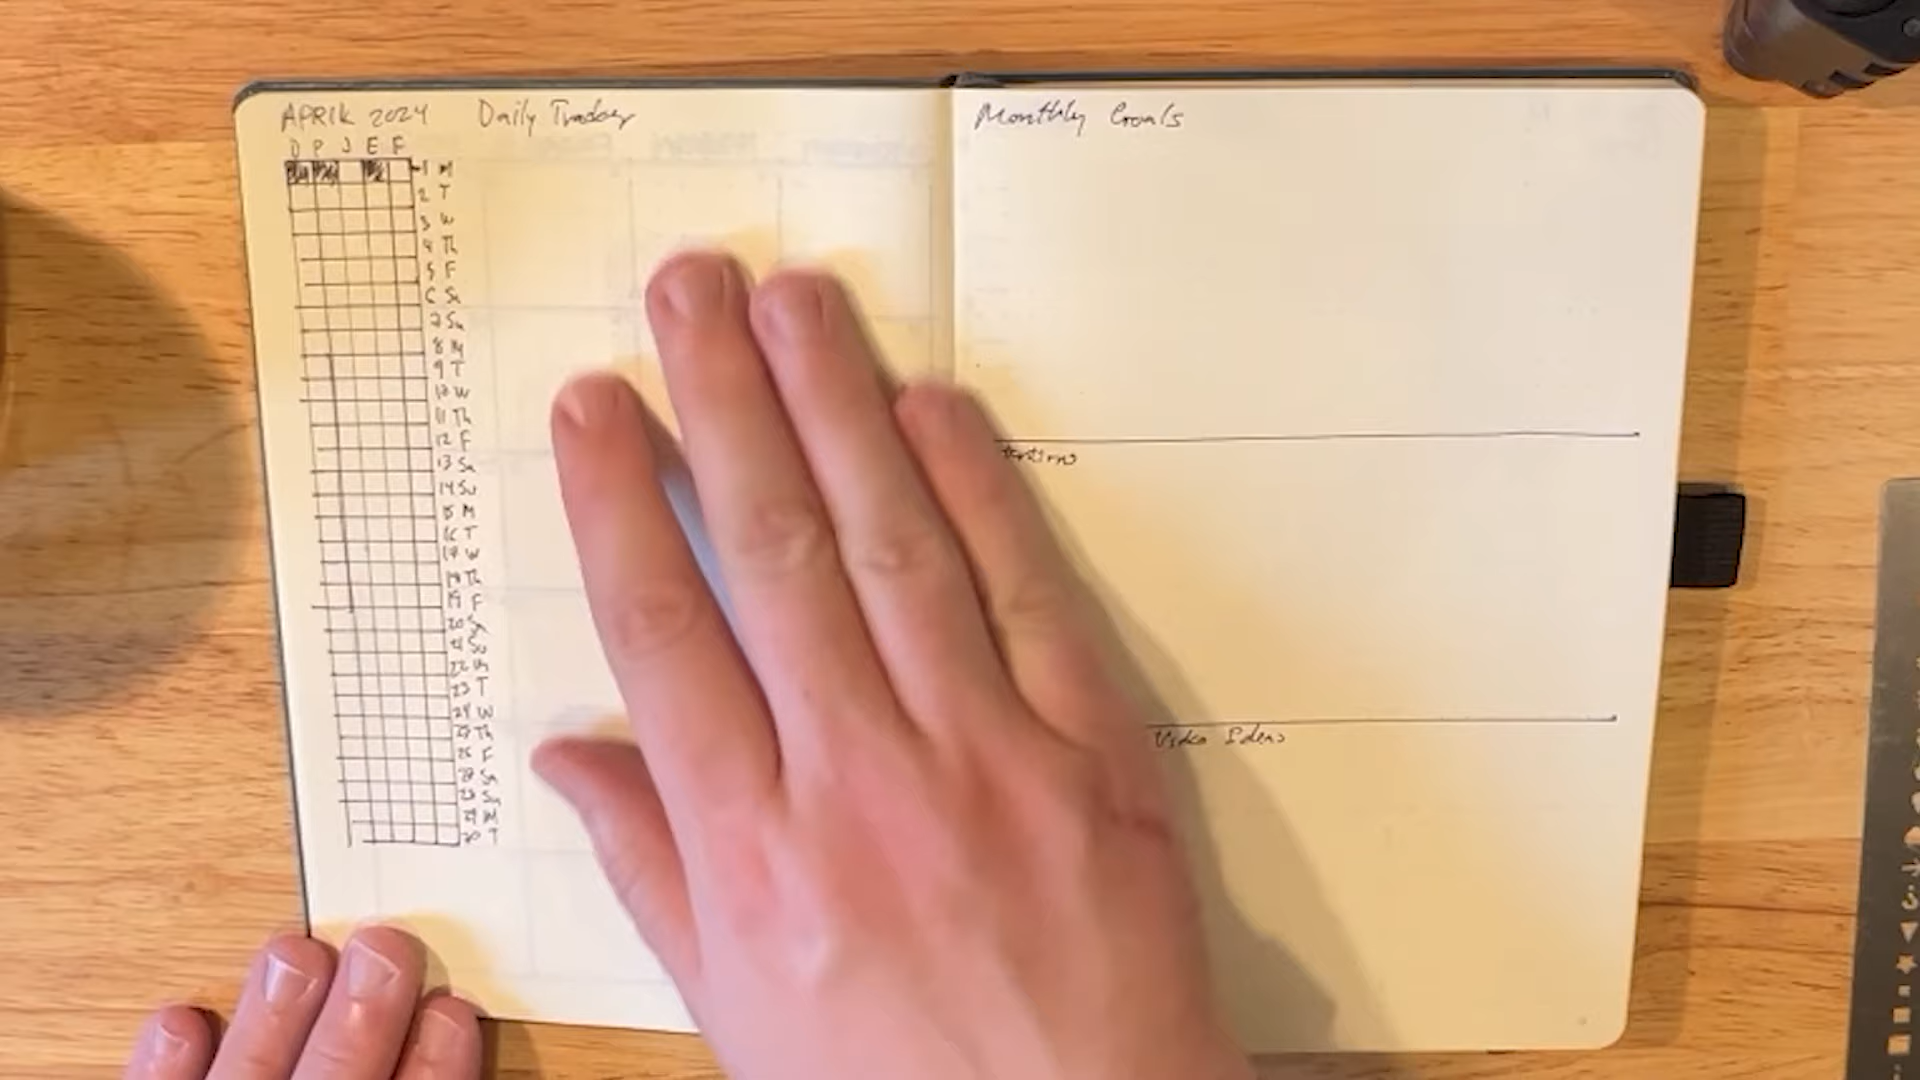 APRIL 2024 Daily Tracker
D P J E F
1 M
2 T
3 W
4 Th
5 F
6 Sa
7 Su
8 M
9 T
10 W
11 Th
12 F
13 Sa
14 Su
15 M
16 T
17 W
18 Th
19 F
20 Sa
21 Su
22 M
23 T
24 W
25 Th
26 F
27 Sa
28 Su
29 M
30 T
Monthly Goals
Video Ideas